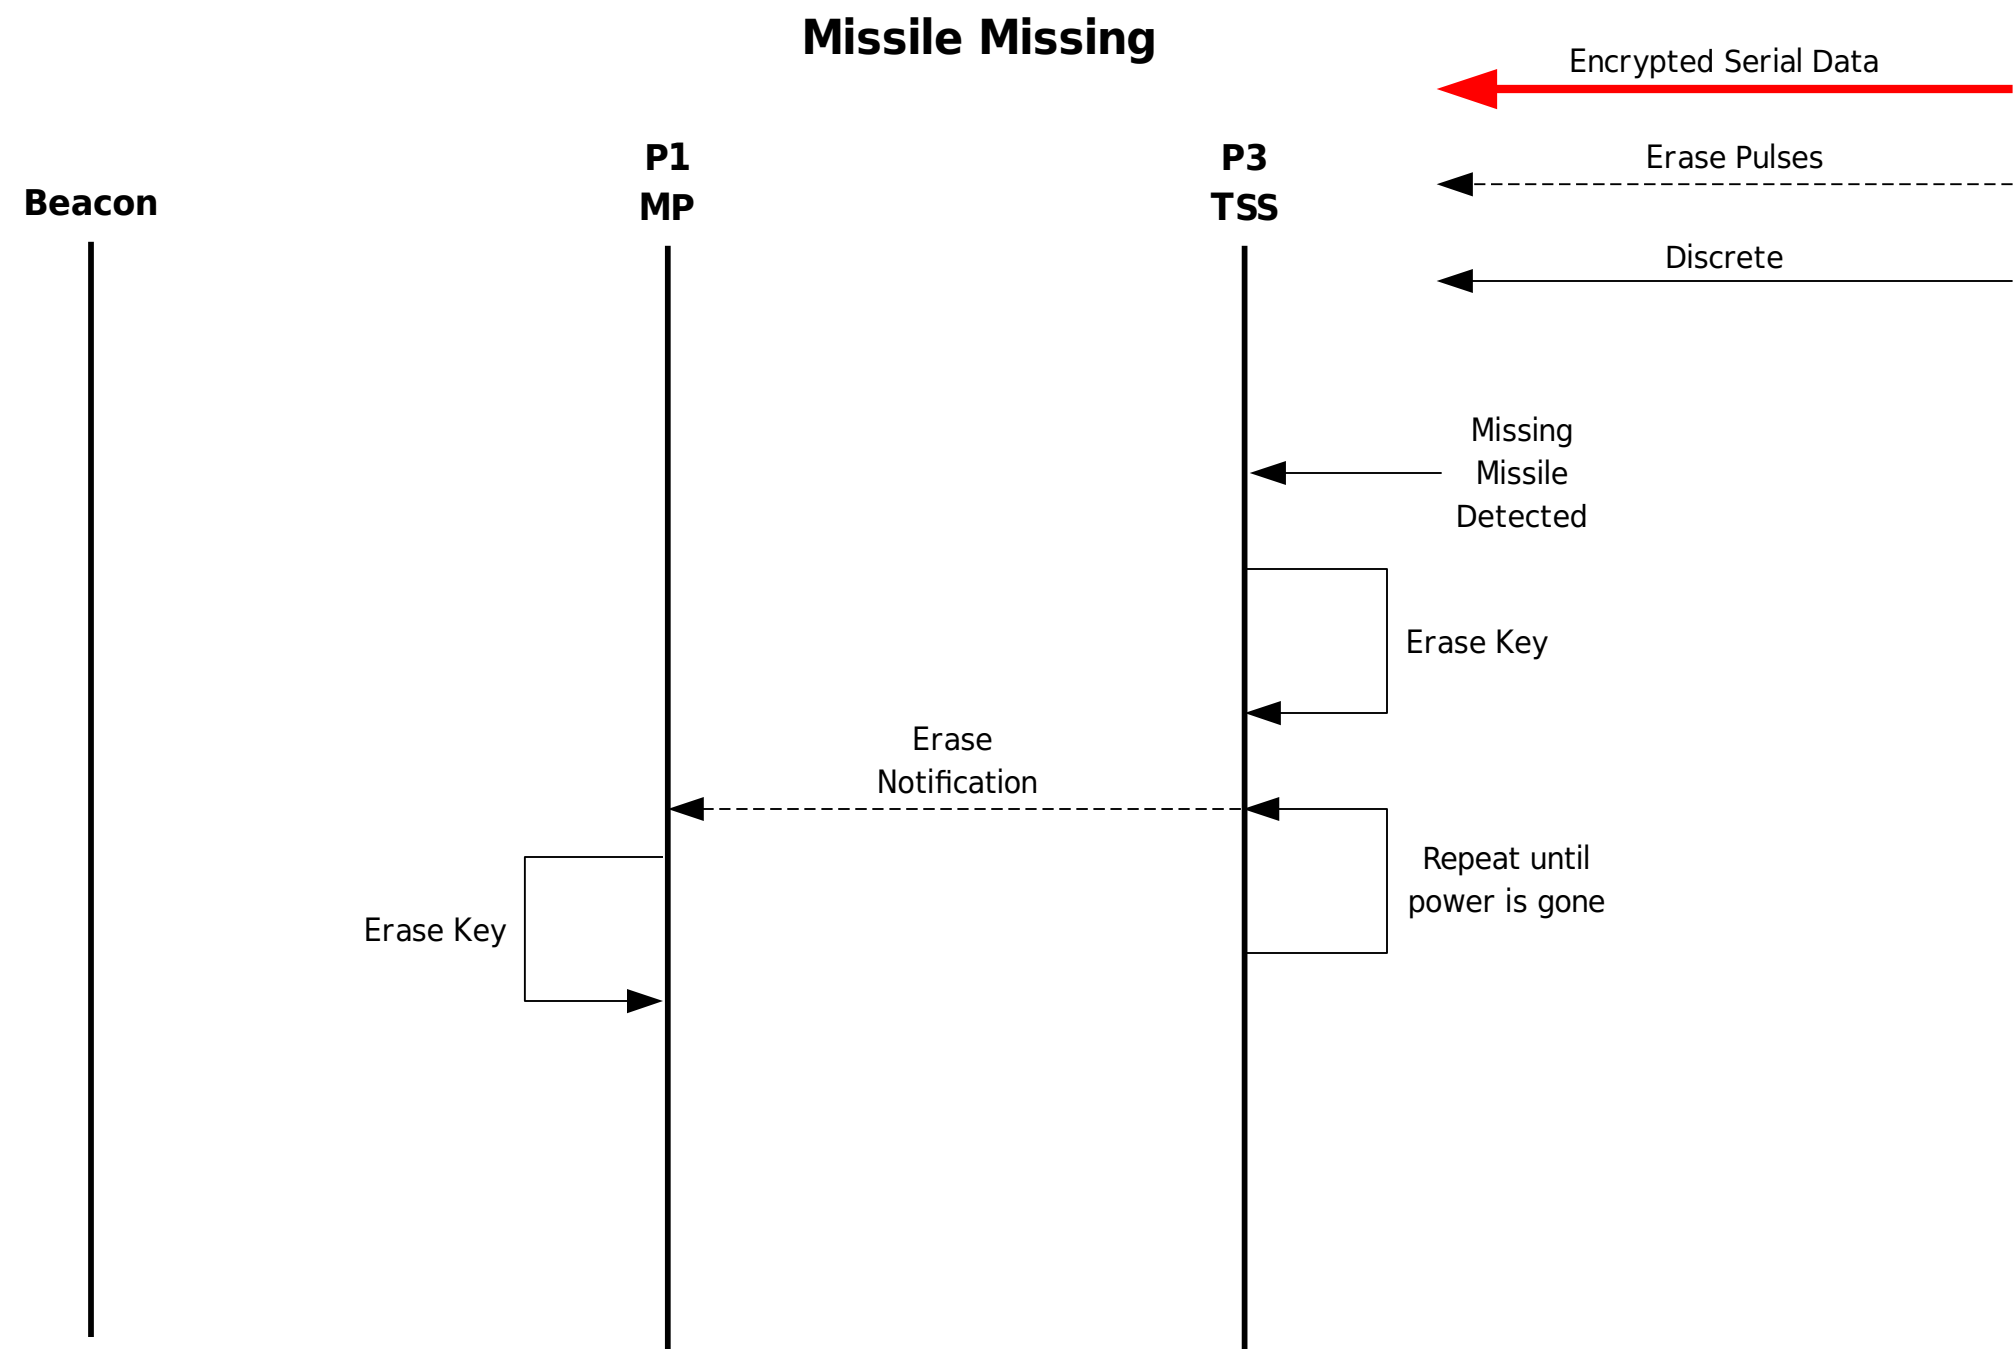 Missile Missing
Encrypted Serial Data
Erase Pulses
Discrete
Beacon
P1
MP
P3
TSS
Missing
Missile
Detected
Erase Key
Erase
Notification
Repeat until
power is gone
Erase Key